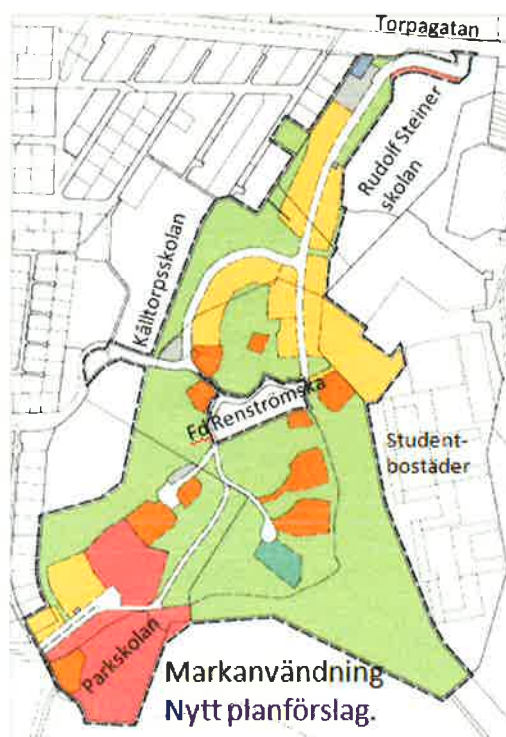 Torpagatan
Rudolf Steiner
skolan
Källtorpsskolan
Fd Renströmska
Student-
bostäder
Parkskolan
Markanvändning
Nytt planförslag.